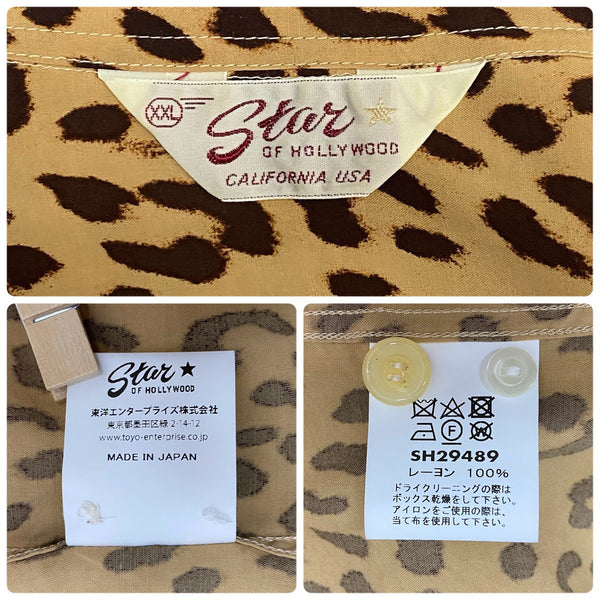 XXL
Star
OF HOLLYWOOD
CALIFORNIA USA
Star
OF HOLLYWOOD
東洋エンタープライズ株式会社
東京都墨田区緑 2-14-12
www.toyo-enterprise.co.jp
MADE IN JAPAN
SH29489
レーヨン 100%
ドライクリーニングの際は
ボックス乾燥をして下さい。
アイロンをご使用の際は、
当て布を使用して下さい。